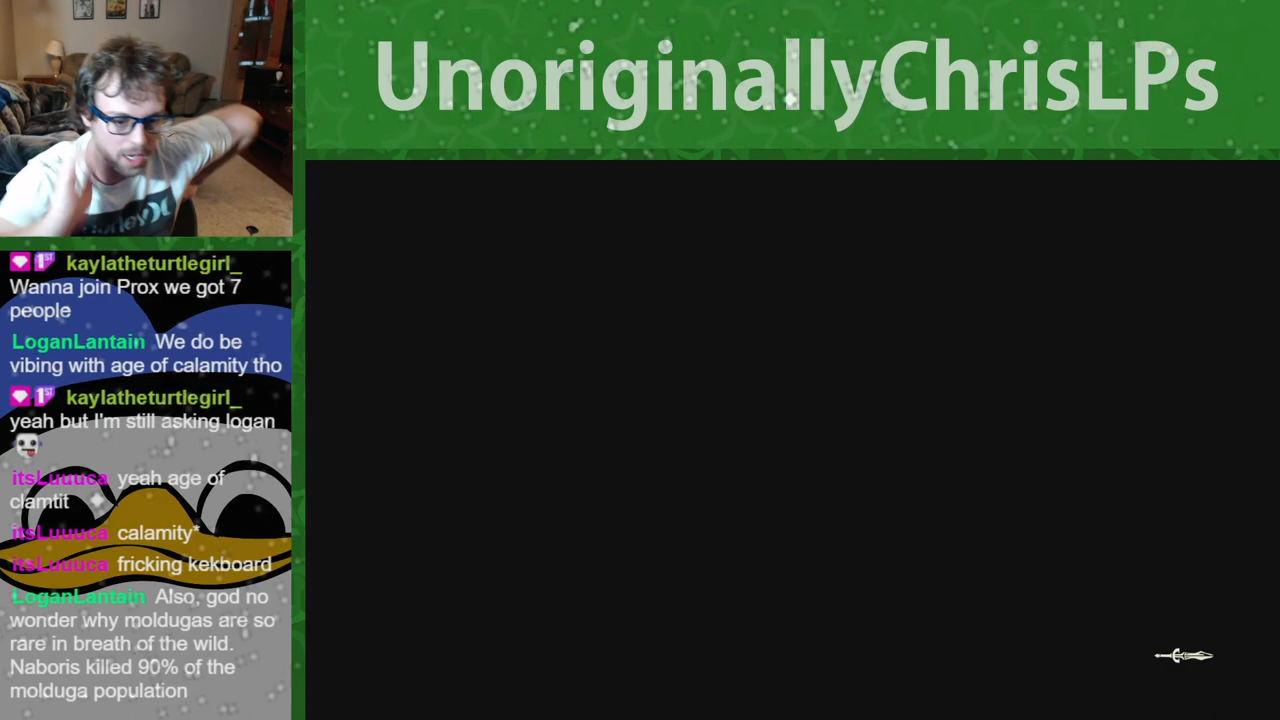 UnoriginallyChrisLPs
1ST kaylatheturtlegirl_
Wanna join Prox we got 7
people
LoganLantain We do be
vibing with age of calamity tho
1ST kaylatheturtlegirl_
yeah but I'm still asking logan
itsLuuuca yeah age of
clamtit
itsLuuuca calamity*
itsLuuuca fricking kekboard
LoganLantain Also, god no
wonder why moldugas are so
rare in breath of the wild.
Naboris killed 90% of the
molduga population